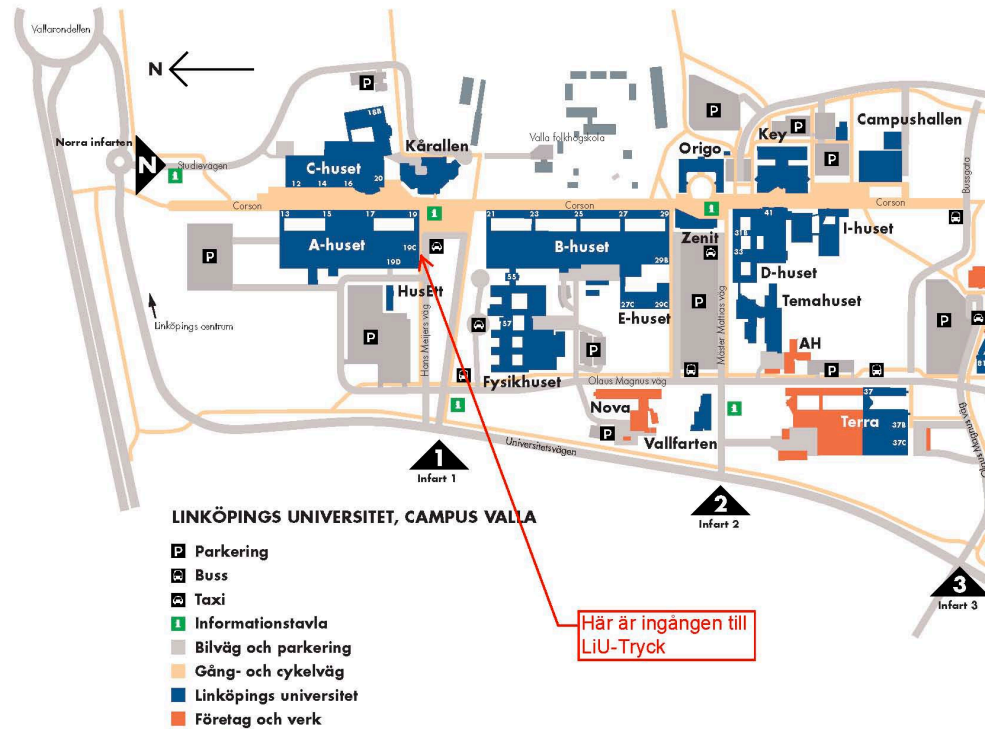 Vallarondellen
N
Norra infarten
N
Studievägen
P
18B
C-huset
12 14 16 20
Kårallen
Valla folkhögskola
P
Origo
Key
P
P
Campushallen
Bussgata
Corson
Corson
Corson
13 15 17 19
A-huset
19C
19D
P
21 23 25 27 29
B-huset
29B
27C 29C
E-huset
Zenit
41
31B
33
D-huset
I-huset
Temahuset
AH
P
HusEtt
P
Hans Meijers väg
55
57
Fysikhuset
P
P
Mäster Mattias väg
P
Linköpings centrum
Olaus Magnus väg
Nova
P
Vallfarten
Terra
37
37B
37C
Olaus Magnus väg
Universitetsvägen
1
Infart 1
2
Infart 2
3
Infart 3
LINKÖPINGS UNIVERSITET, CAMPUS VALLA
P Parkering
Buss
Taxi
i Informationstavla
Bilväg och parkering
Gång- och cykelväg
Linköpings universitet
Företag och verk
Här är ingången till
LiU-Tryck